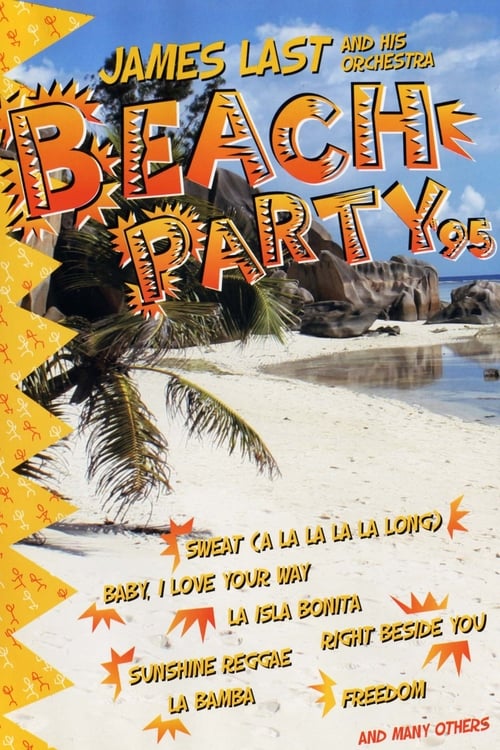 JAMES LAST AND HIS
ORCHESTRA
BEACH
PARTY '95
SWEAT (A LA LA LA LA LONG)
BABY, I LOVE YOUR WAY
LA ISLA BONITA
RIGHT BESIDE YOU
SUNSHINE REGGAE
LA BAMBA
FREEDOM
AND MANY OTHERS